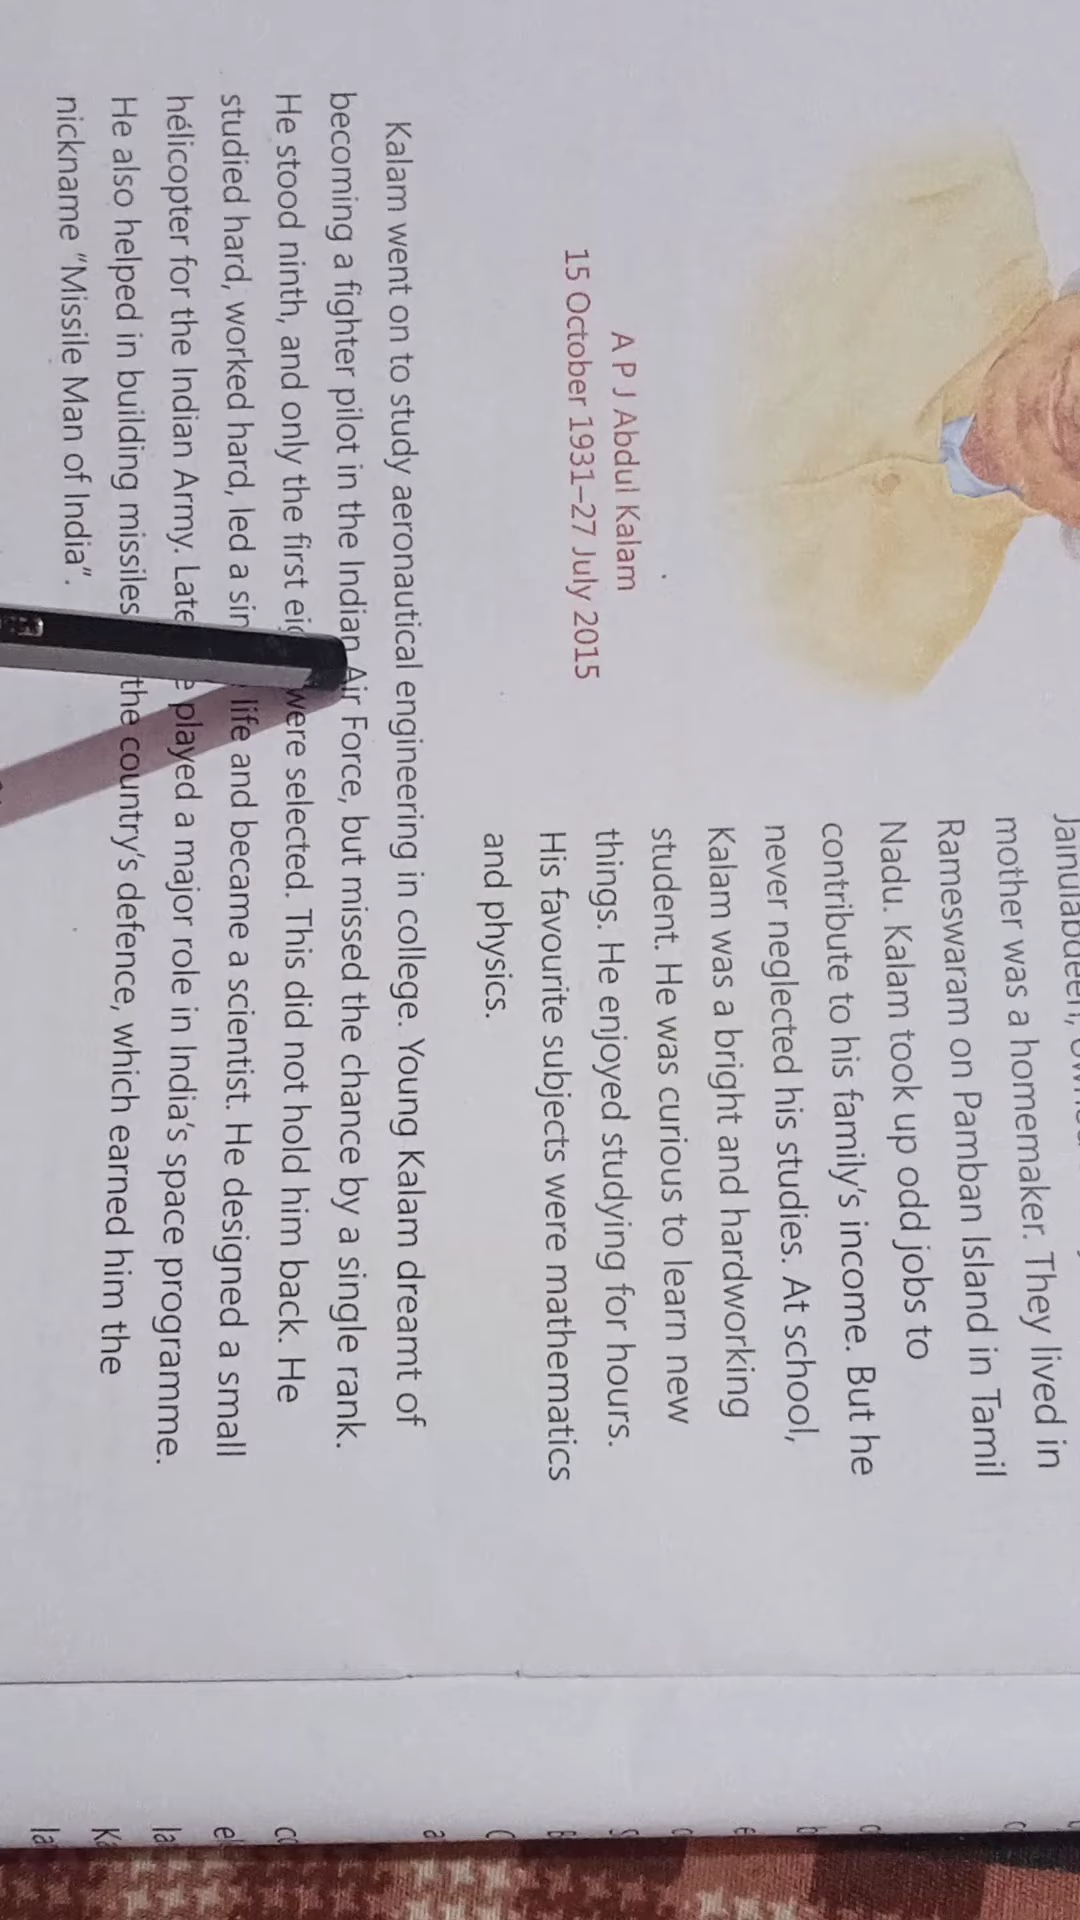 mother was a homemaker. They lived in
Rameswaram on Pamban Island in Tamil
Nadu. Kalam took up odd jobs to
contribute to his family's income. But he
never neglected his studies. At school,
Kalam was a bright and hardworking
student. He was curious to learn new
things. He enjoyed studying for hours.
His favourite subjects were mathematics
and physics.
A P J Abdul Kalam
15 October 1931–27 July 2015
Kalam went on to study aeronautical engineering in college. Young Kalam dreamt of
becoming a fighter pilot in the Indian Air Force, but missed the chance by a single rank.
He stood ninth, and only the first were selected. This did not hold him back. He
studied hard, worked hard, led a life and became a scientist. He designed a small
hélicopter for the Indian Army. played a major role in India's space programme.
He also helped in building missiles the country's defence, which earned him the
nickname "Missile Man of India".